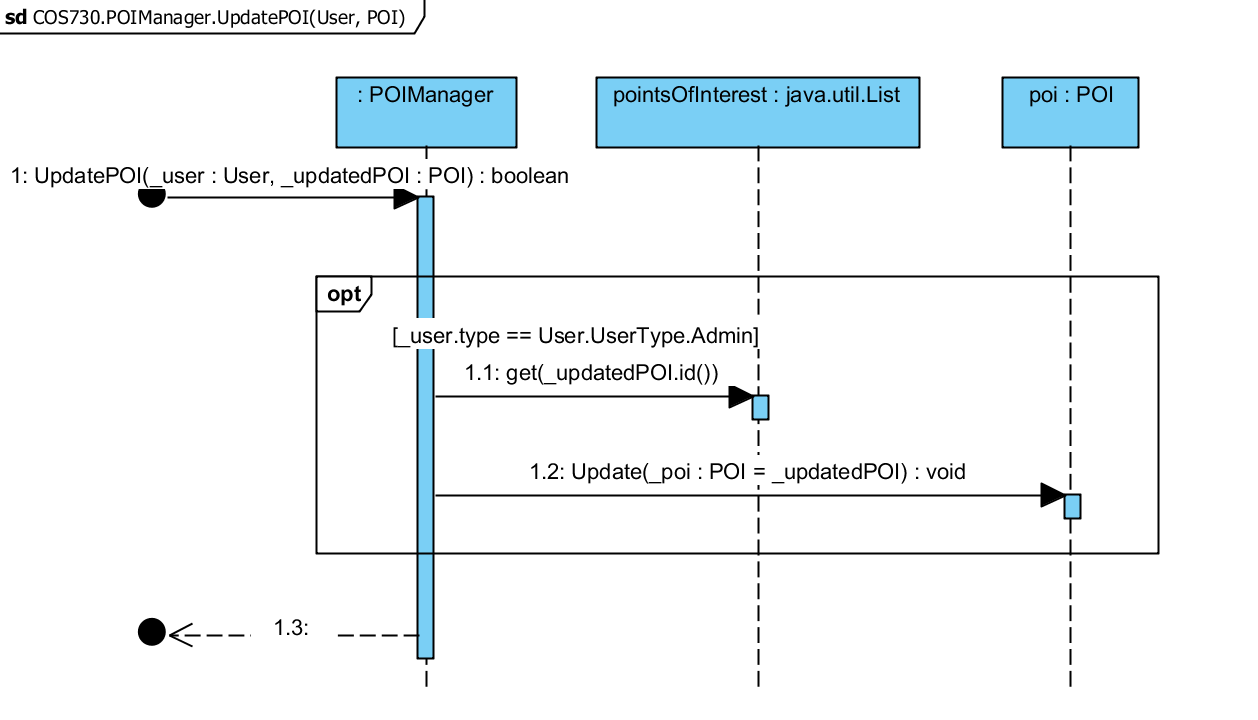 sd COS730.POIManager.UpdatePOI(User, POI)
: POIManager
pointsOfInterest : java.util.List
poi : POI
1: UpdatePOI(_user : User, _updatedPOI : POI) : boolean
opt
[_user.type == User.UserType.Admin]
1.1: get(_updatedPOI.id())
1.2: Update(_poi : POI = _updatedPOI) : void
1.3: